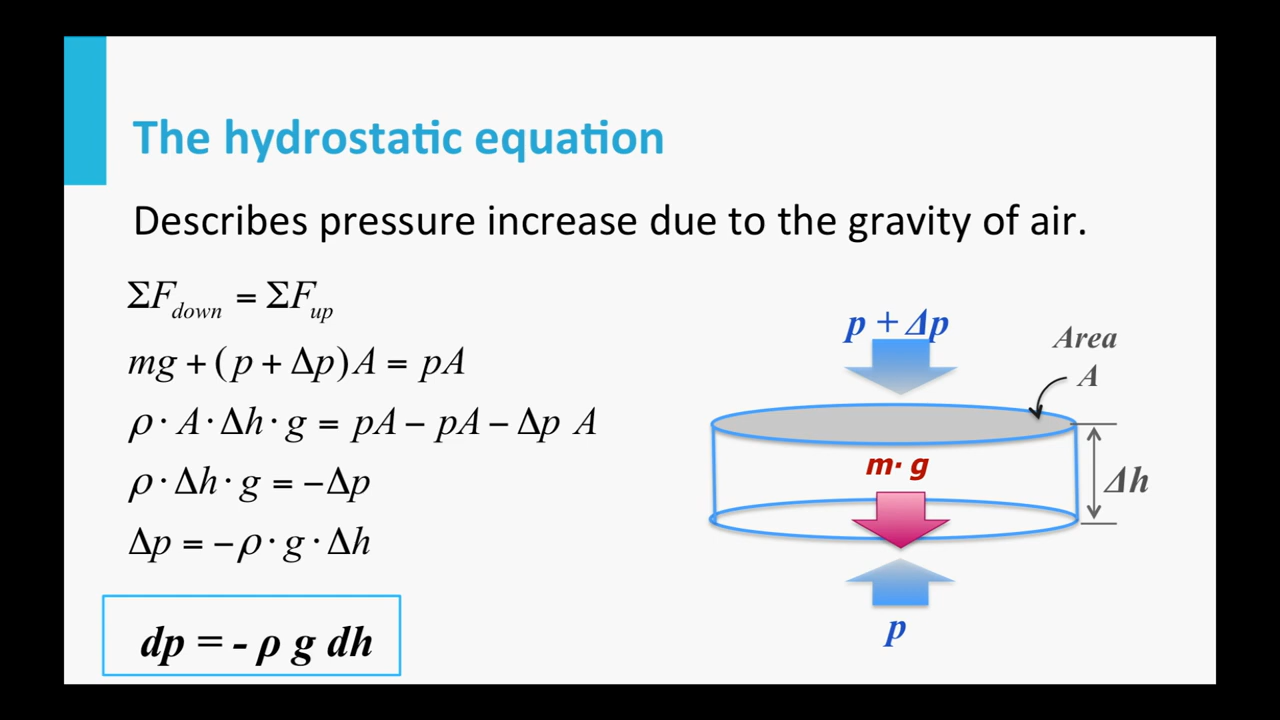 The hydrostatic equation
Describes pressure increase due to the gravity of air.
ΣF_down = ΣF_up
mg + (p + Δp)A = pA
ρ · A · Δh · g = pA − pA − Δp A
ρ · Δh · g = −Δp
Δp = −ρ · g · Δh
dp = - ρ g dh
p + Δp
Area
A
m· g
Δh
p